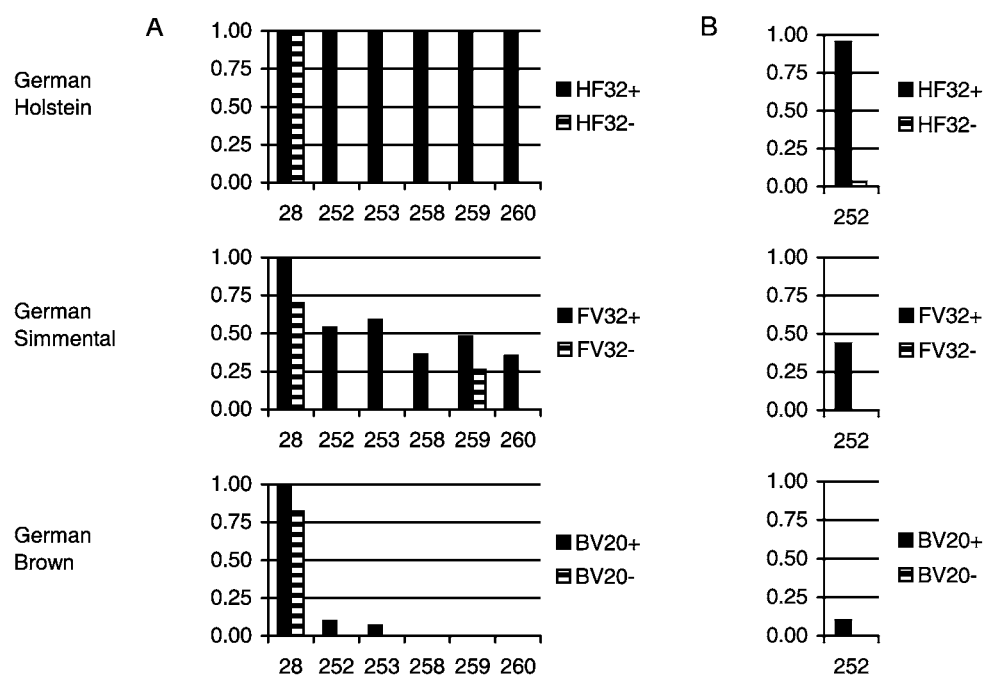 A
B
German
Holstein
1.00
0.75
0.50
0.25
0.00
28 252 253 258 259 260
HF32+
HF32-
1.00
0.75
0.50
0.25
0.00
252
HF32+
HF32-
German
Simmental
1.00
0.75
0.50
0.25
0.00
28 252 253 258 259 260
FV32+
FV32-
1.00
0.75
0.50
0.25
0.00
252
FV32+
FV32-
German
Brown
1.00
0.75
0.50
0.25
0.00
28 252 253 258 259 260
BV20+
BV20-
1.00
0.75
0.50
0.25
0.00
252
BV20+
BV20-